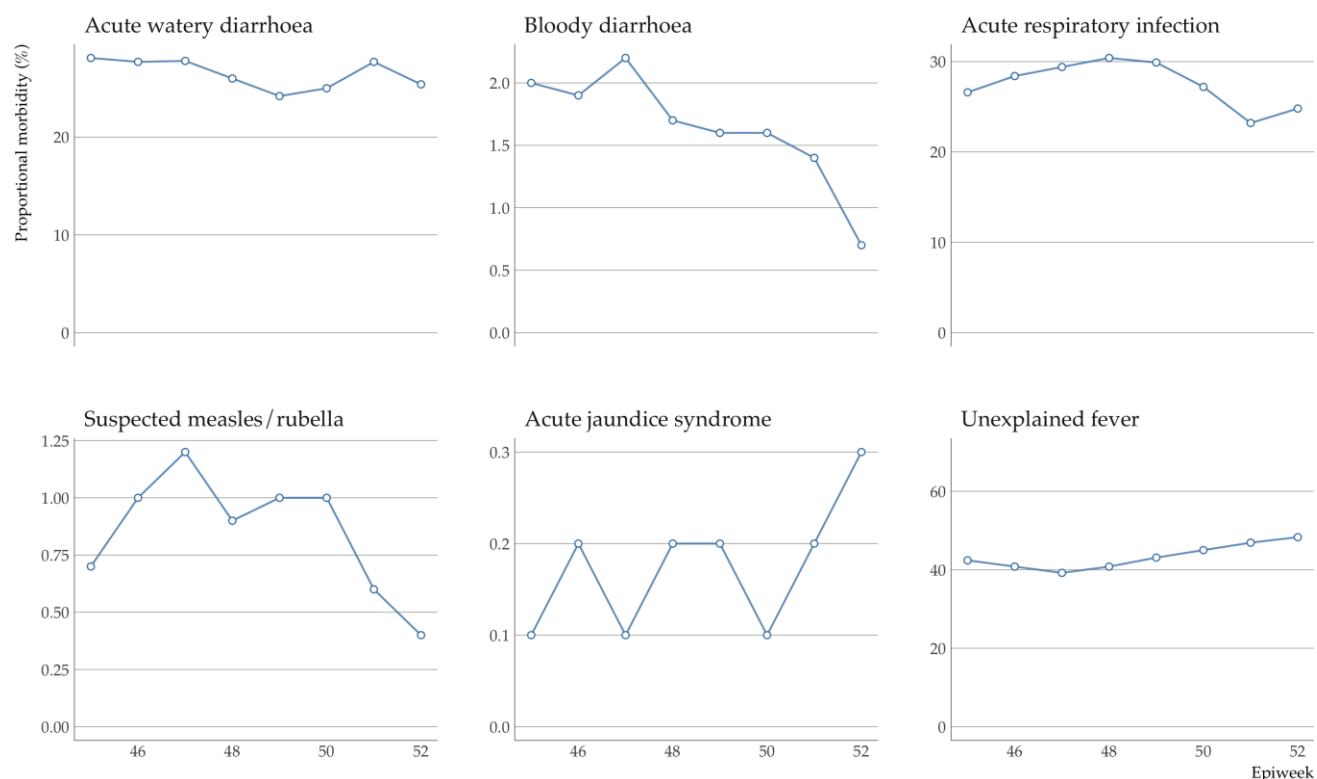 Acute watery diarrhoea
Bloody diarrhoea
Acute respiratory infection
Proportional morbidity (%)
20
10
0
2.0
1.5
1.0
0.5
0.0
30
20
10
0
Suspected measles/rubella
Acute jaundice syndrome
Unexplained fever
1.25
1.00
0.75
0.50
0.25
0.00
0.3
0.2
0.1
0.0
60
40
20
0
46 48 50 52
46 48 50 52
46 48 50 52
Epiweek